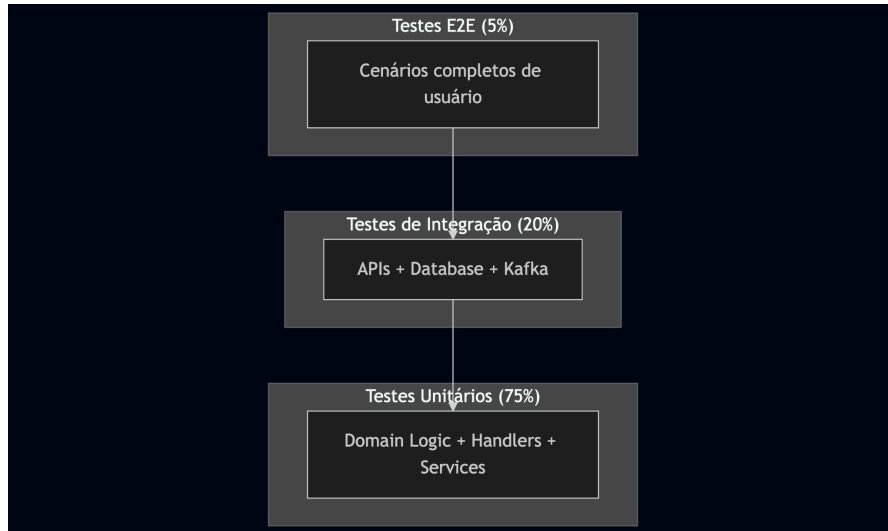 Testes E2E (5%)
Cenários completos de
usuário
Testes de Integração (20%)
APIs + Database + Kafka
Testes Unitários (75%)
Domain Logic + Handlers +
Services